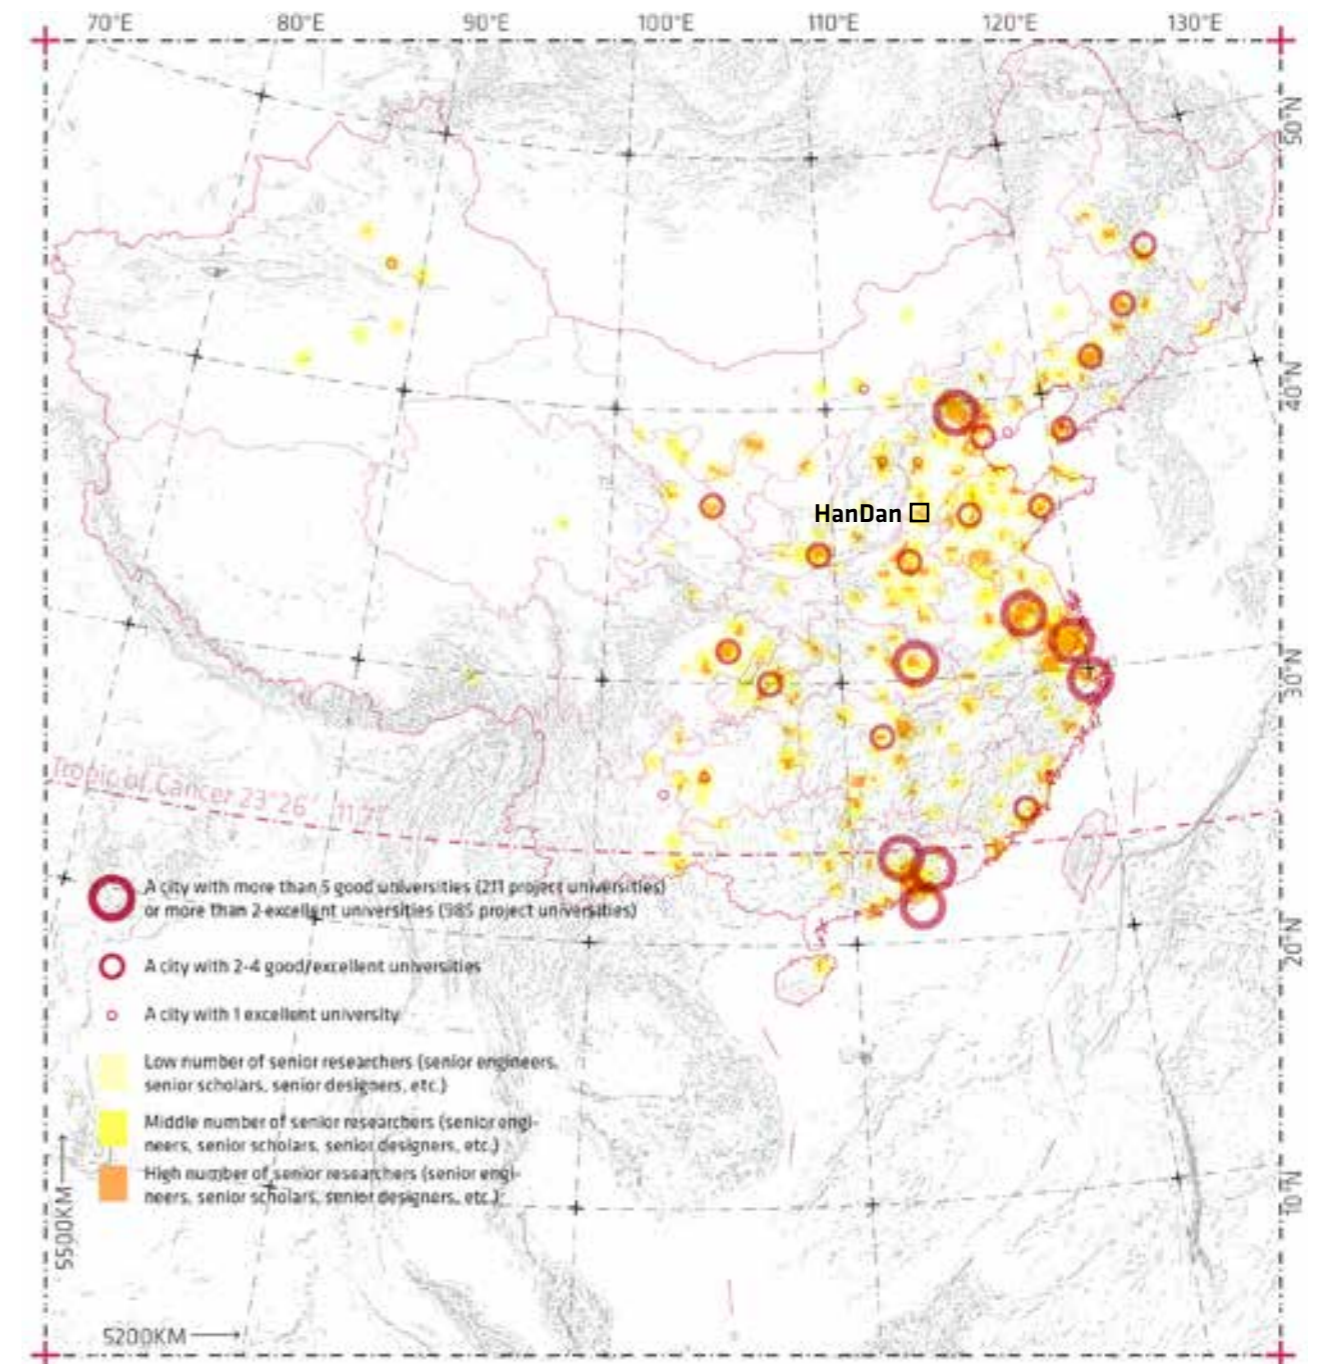 70°E 80°E 90°E 100°E 110°E 120°E 130°E
50°N
40°N
HanDan
30°N
Tropic of Cancer 23°26'
A city with more than 5 good universities (211 project universities)
or more than 2 excellent universities (985 project universities)
20°N
A city with 2-4 good/excellent universities
A city with 1 excellent university
Low number of senior researchers (senior engineers,
senior scholars, senior designers, etc.)
Middle number of senior researchers (senior engi-
neers, senior scholars, senior designers, etc.)
High number of senior researchers (senior engi-
neers, senior scholars, senior designers, etc.)
10°N
5500KM
5200KM